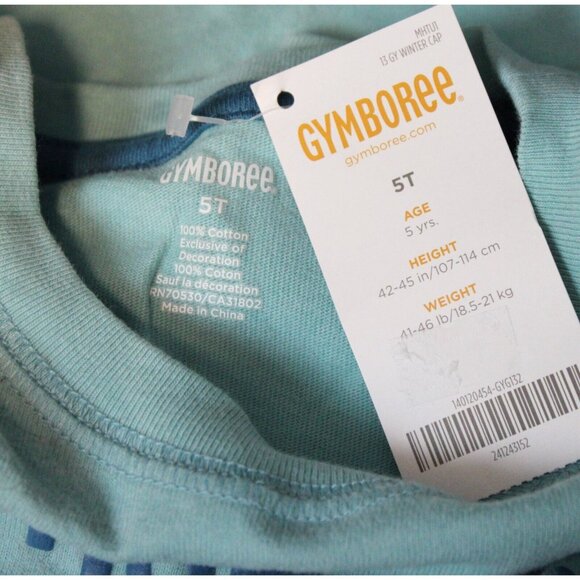 MHTU1
13 GY WINTER CAP
GYMBOREE
gymboree.com
5T
AGE
5 yrs.
HEIGHT
42-45 in/107-114 cm
WEIGHT
41-46 lb/18.5-21 kg
140120454-GYG132
241243152
GYMBOREE
5T
100% Cotton
Exclusive of
Decoration
100% Coton
Sauf la décoration
RN70530/CA31802
Made in China